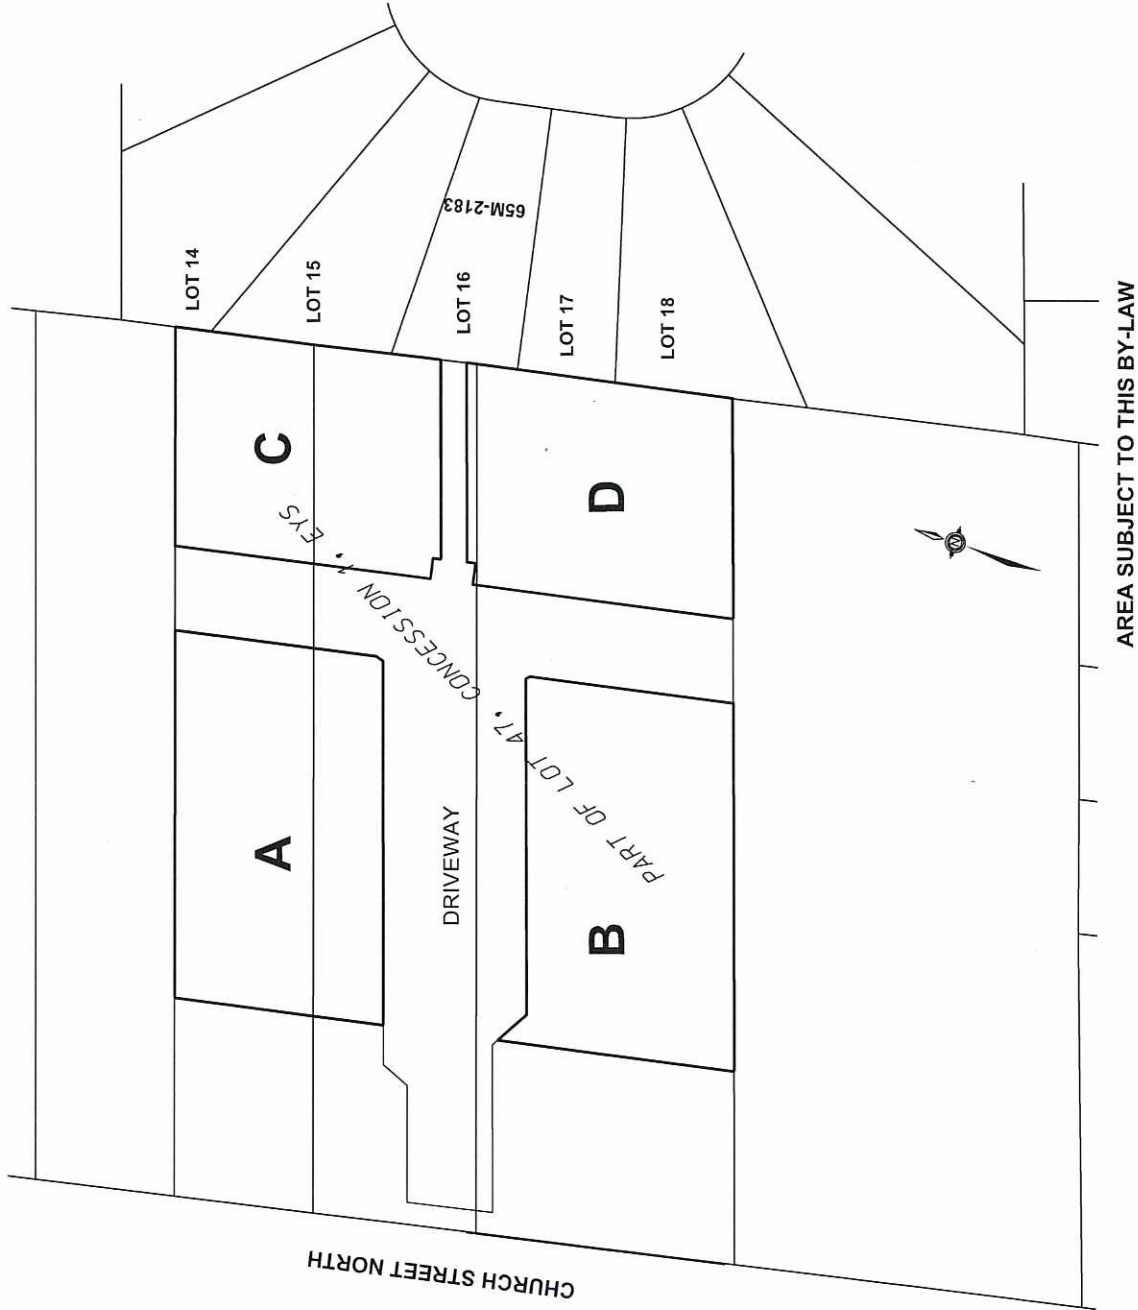 LOT 14
LOT 15
LOT 16
LOT 17
LOT 18
65M-2183
C
D
A
B
DRIVEWAY
PART OF LOT 47, CONCESSION 1, EYS
N
CHURCH STREET NORTH
AREA SUBJECT TO THIS BY-LAW